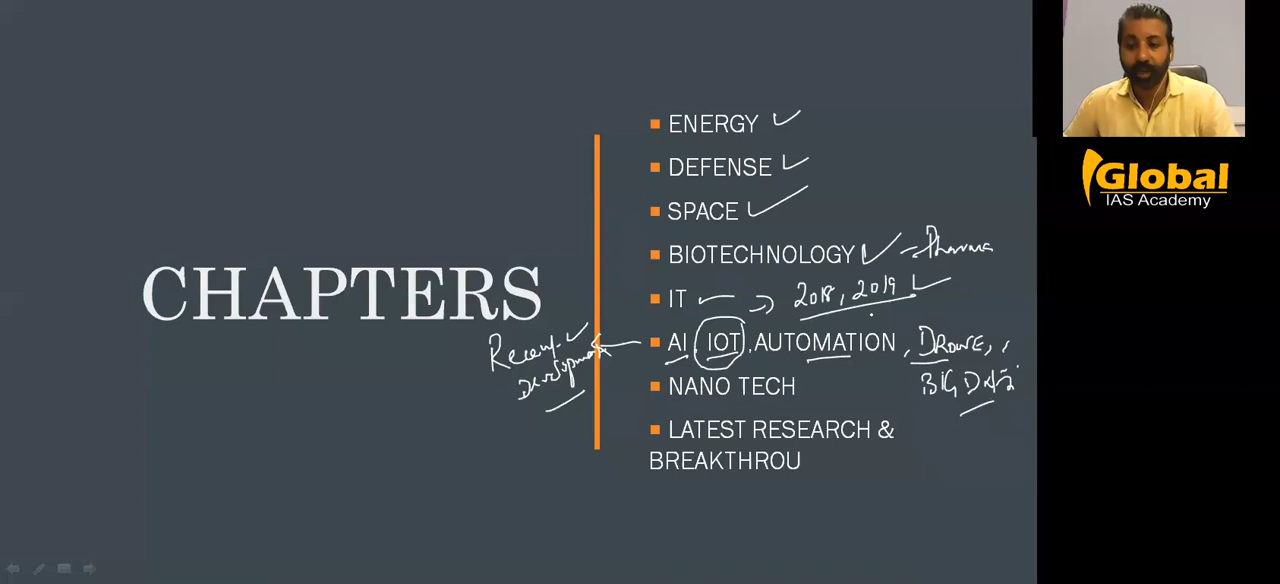 CHAPTERS
ENERGY
DEFENSE
SPACE
BIOTECHNOLOGY Pharma
IT 2018, 2019
AI IOT, AUTOMATION, DRONE,
BIG Data
NANO TECH
LATEST RESEARCH &
BREAKTHROU
Recent
Development
Global
IAS Academy